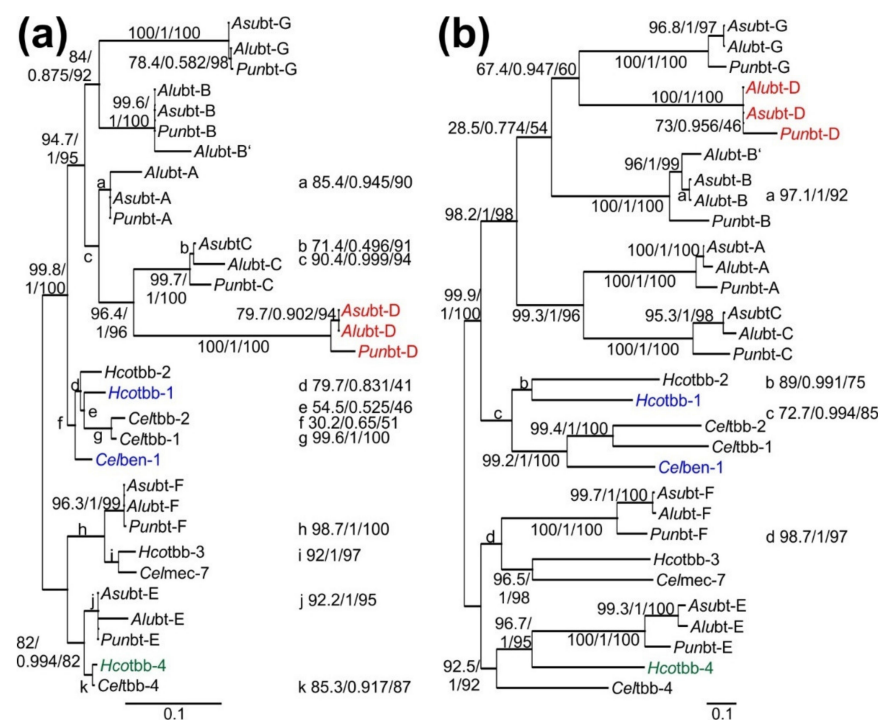 (a)
Asubt-G
100/1/100
Alubt-G
78.4/0.582/98
Punbt-G
84/
0.875/92
Alubt-B
99.6/
1/100
Asubt-B
Punbt-B
Alubt-B'
94.7/
1/95
Alubt-A
a
a 85.4/0.945/90
Asubt-A
Punbt-A
c
AsubtC
b
b 71.4/0.496/91
Alubt-C
c 90.4/0.999/94
99.7/
1/100
Punbt-C
99.8/
1/100
96.4/
1/96
79.7/0.902/94
Asubt-D
Alubt-D
100/1/100
Punbt-D
Hcotbb-2
d
d 79.7/0.831/41
Hcotbb-1
e
e 54.5/0.525/46
Celtbb-2
f
f 30.2/0.65/51
g
Celtbb-1
g 99.6/1/100
Celben-1
Asubt-F
96.3/1/99
Alubt-F
Punbt-F
h
h 98.7/1/100
Hcotbb-3
i
i 92/1/97
Celmec-7
Asubt-E
j
j 92.2/1/95
Alubt-E
Punbt-E
82/
0.994/82
Hcotbb-4
k
Celtbb-4
k 85.3/0.917/87
0.1
(b)
96.8/1/97
Asubt-G
Alubt-G
100/1/100
Punbt-G
67.4/0.947/60
Alubt-D
100/1/100
Asubt-D
73/0.956/46
Punbt-D
28.5/0.774/54
Alubt-B'
96/1/99
Asubt-B
a
a 97.1/1/92
Alubt-B
100/1/100
Punbt-B
98.2/1/98
100/1/100
Asubt-A
Alubt-A
Punbt-A
99.9/
1/100
99.3/1/96
95.3/1/98
AsubtC
Alubt-C
100/1/100
Punbt-C
Hcotbb-2
b
b 89/0.991/75
Hcotbb-1
c
c 72.7/0.994/85
99.4/1/100
Celtbb-2
Celtbb-1
99.2/1/100
Celben-1
99.7/1/100
Asubt-F
Alubt-F
100/1/100
Punbt-F
d
d 98.7/1/97
Hcotbb-3
96.5/
1/98
Celmec-7
99.3/1/100
Asubt-E
Alubt-E
96.7/
1/95
100/1/100
Punbt-E
92.5/
1/92
Hcotbb-4
Celtbb-4
0.1